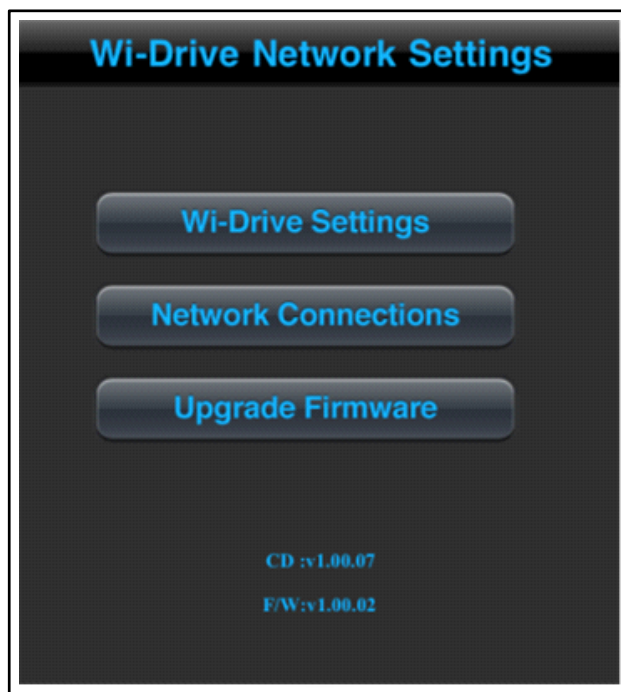 Wi-Drive Network Settings
Wi-Drive Settings
Network Connections
Upgrade Firmware
CD :v1.00.07
F/W:v1.00.02